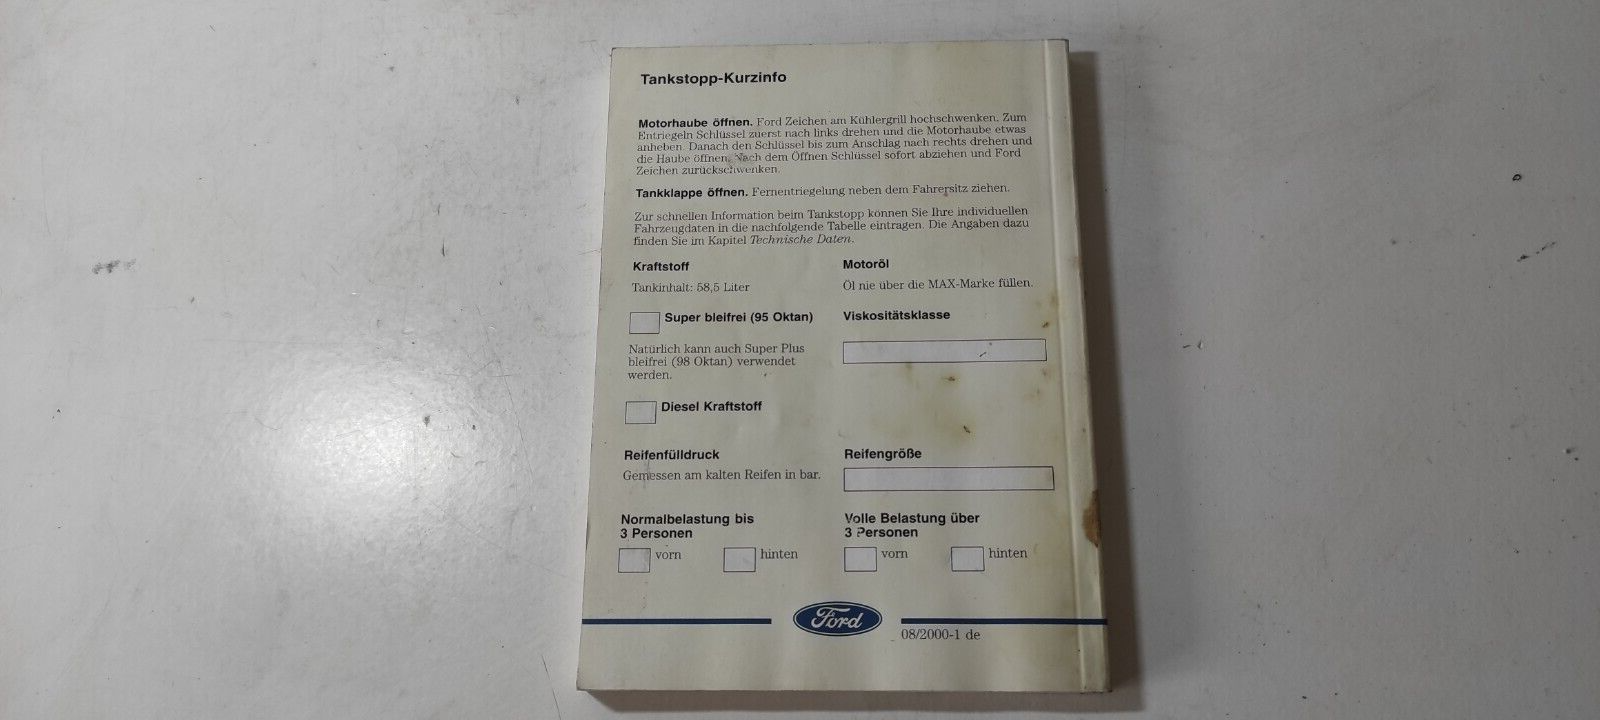 Tankstopp-Kurzinfo
Motorhaube öffnen. Ford Zeichen am Kühlergrill hochschwenken. Zum
Entriegeln Schlüssel zuerst nach links drehen und die Motorhaube etwas
anheben. Danach den Schlüssel bis zum Anschlag nach rechts drehen und
die Haube öffnen. Nach dem Öffnen Schlüssel sofort abziehen und Ford
Zeichen zurückschwenken.
Tankklappe öffnen. Fernentriegelung neben dem Fahrersitz ziehen.
Zur schnellen Information beim Tankstopp können Sie Ihre individuellen
Fahrzeugdaten in die nachfolgende Tabelle eintragen. Die Angaben dazu
finden Sie im Kapitel Technische Daten.
Kraftstoff
Tankinhalt: 58,5 Liter
Super bleifrei (95 Oktan)
Natürlich kann auch Super Plus
bleifrei (98 Oktan) verwendet
werden.
Diesel Kraftstoff
Motoröl
Öl nie über die MAX-Marke füllen.
Viskositätsklasse
Reifenfülldruck
Gemessen am kalten Reifen in bar.
Reifengröße
Normalbelastung bis
3 Personen
vorn hinten
Volle Belastung über
3 Personen
vorn hinten
Ford
08/2000-1 de